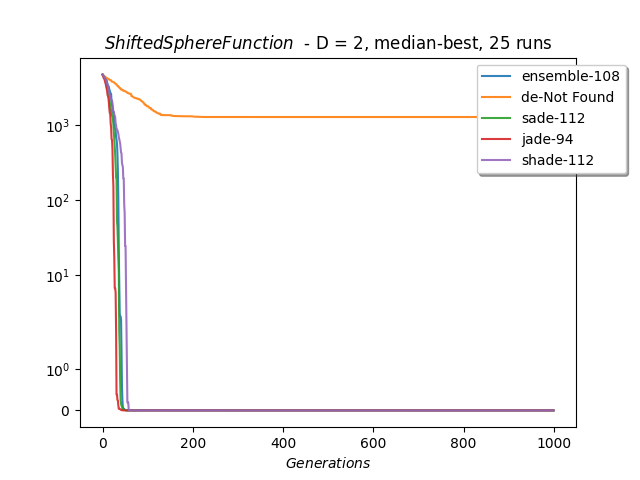 ShiftedSphereFunction - D = 2, median-best, 25 runs
ensemble-108
de-Not Found
sade-112
jade-94
shade-112
10³
10²
10¹
10⁰
0
0 200 400 600 800 1000
Generations